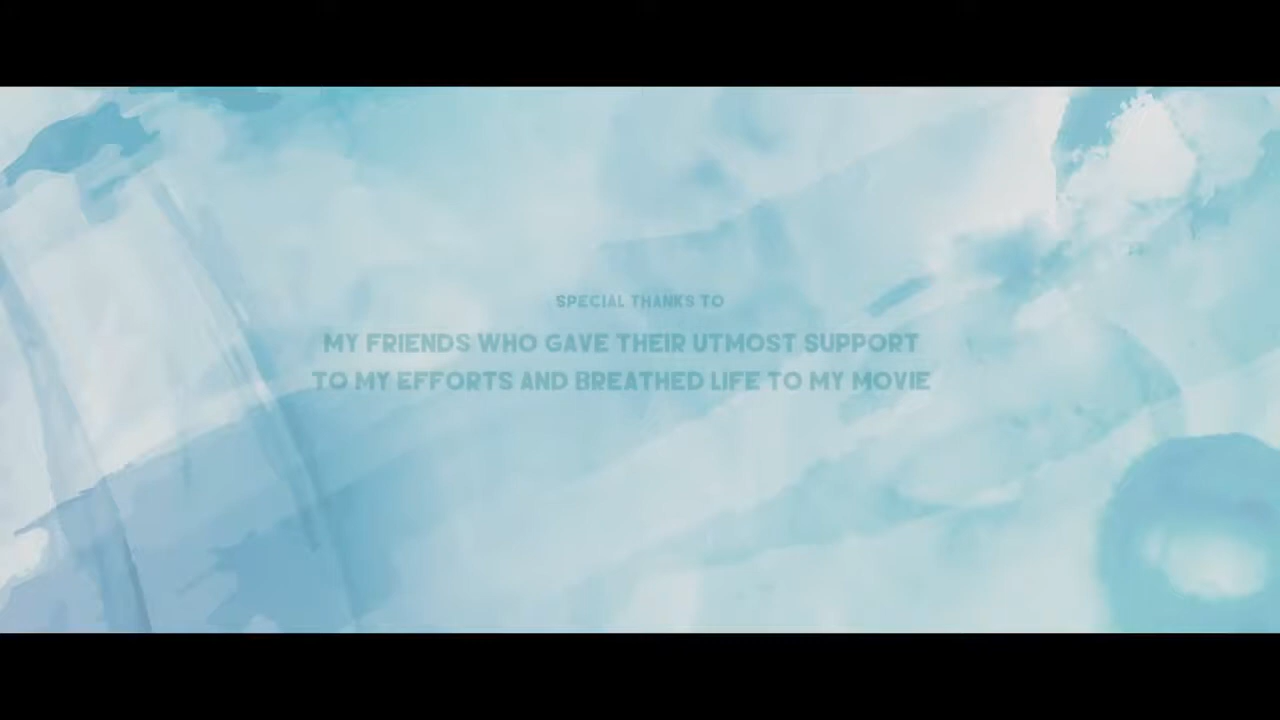 SPECIAL THANKS TO
MY FRIENDS WHO GAVE THEIR UTMOST SUPPORT
TO MY EFFORTS AND BREATHED LIFE TO MY MOVIE